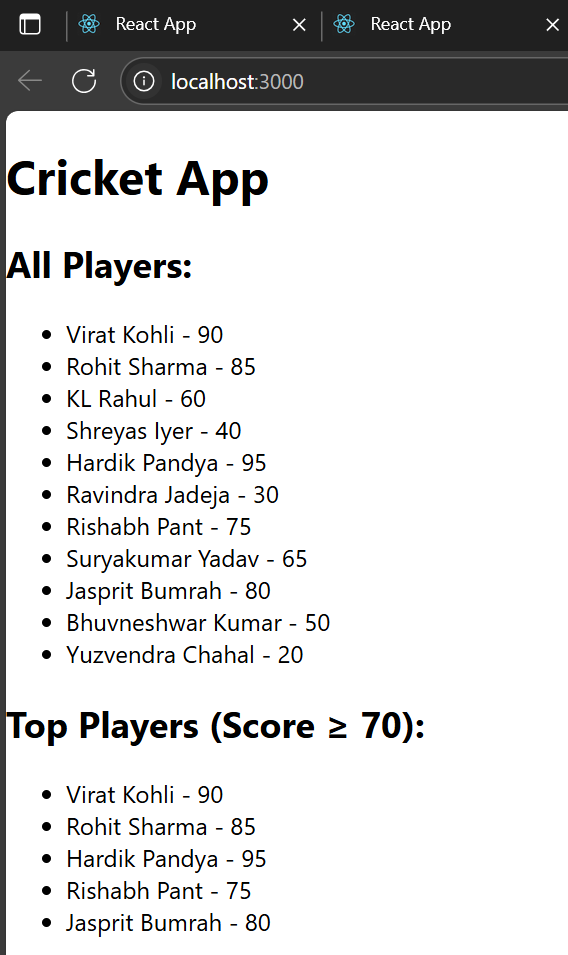 React App React App
localhost:3000
Cricket App
All Players:
Virat Kohli - 90
Rohit Sharma - 85
KL Rahul - 60
Shreyas Iyer - 40
Hardik Pandya - 95
Ravindra Jadeja - 30
Rishabh Pant - 75
Suryakumar Yadav - 65
Jasprit Bumrah - 80
Bhuvneshwar Kumar - 50
Yuzvendra Chahal - 20
Top Players (Score ≥ 70):
Virat Kohli - 90
Rohit Sharma - 85
Hardik Pandya - 95
Rishabh Pant - 75
Jasprit Bumrah - 80